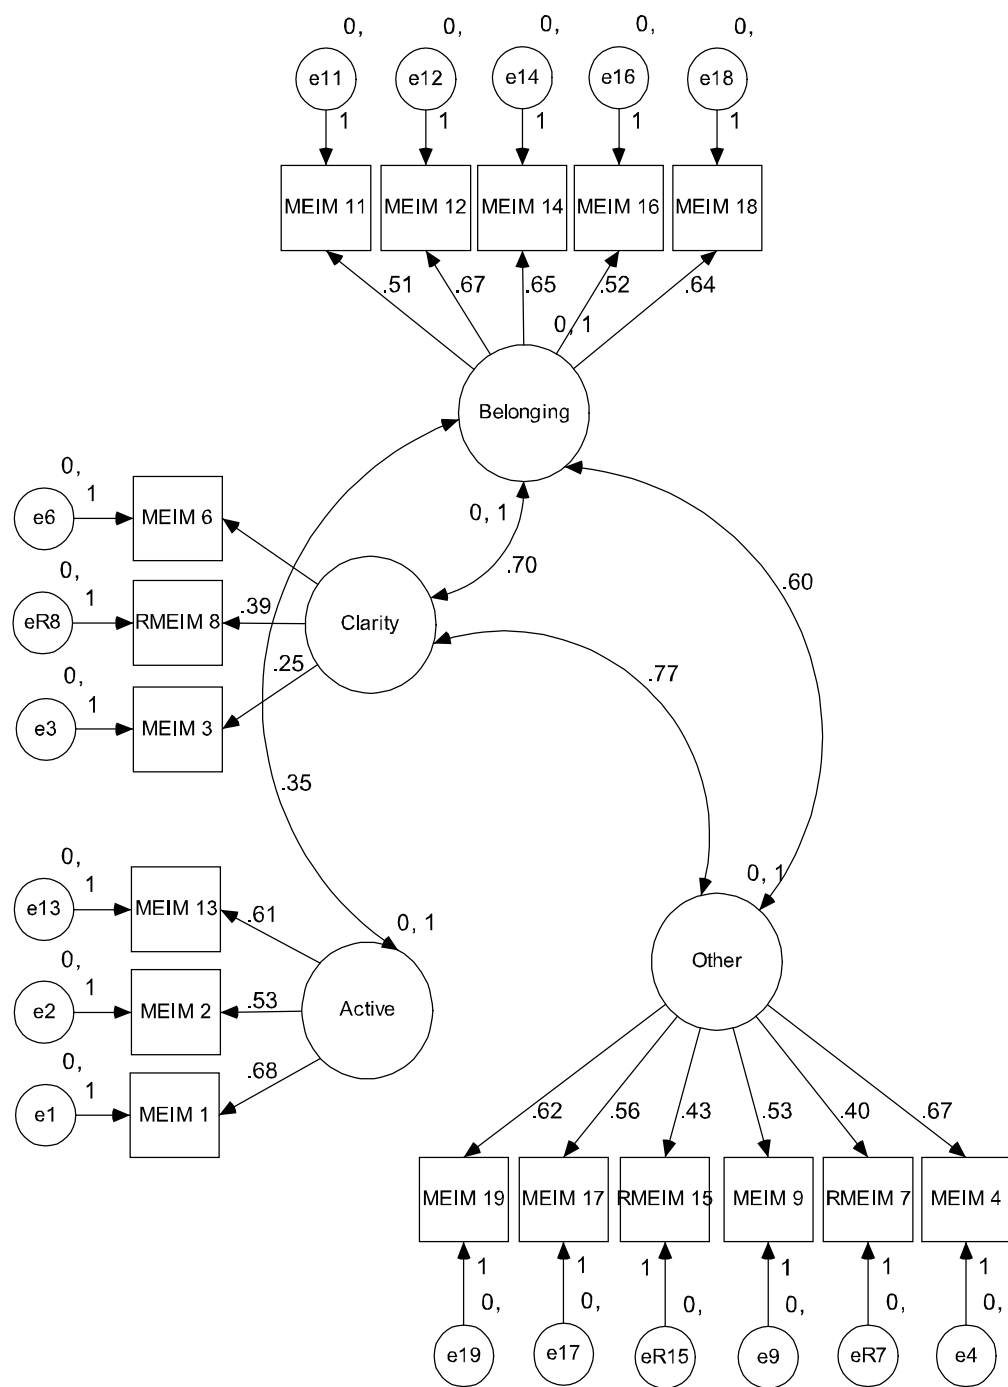 0, 0, 0, 0, 0,
e11 e12 e14 e16 e18
1 1 1 1 1
MEIM 11 MEIM 12 MEIM 14 MEIM 16 MEIM 18
.51 .67 .65 .52 .64
0, 1
Belonging
0,
1
e6 MEIM 6
0, 1
.70
0,
1
eR8 RMEIM 8 .39 Clarity
.60
.25
0,
1
e3 MEIM 3
.77
.35
0,
1
e13 MEIM 13 .61
0, 1
0, 1
0,
1
e2 MEIM 2 .53 Active
Other
0,
1
e1 MEIM 1 .68
.62 .56 .43 .53 .40 .67
MEIM 19 MEIM 17 RMEIM 15 MEIM 9 RMEIM 7 MEIM 4
1 1 1 1 1 1
0, 0, 0, 0, 0, 0,
e19 e17 eR15 e9 eR7 e4